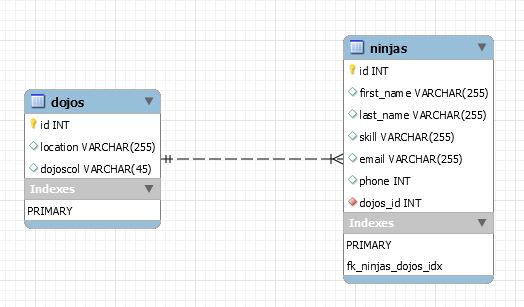 dojos
id INT
location VARCHAR(255)
dojoscol VARCHAR(45)
Indexes
PRIMARY
ninjas
id INT
first_name VARCHAR(255)
last_name VARCHAR(255)
skill VARCHAR(255)
email VARCHAR(255)
phone INT
dojos_id INT
Indexes
PRIMARY
fk_ninjas_dojos_idx